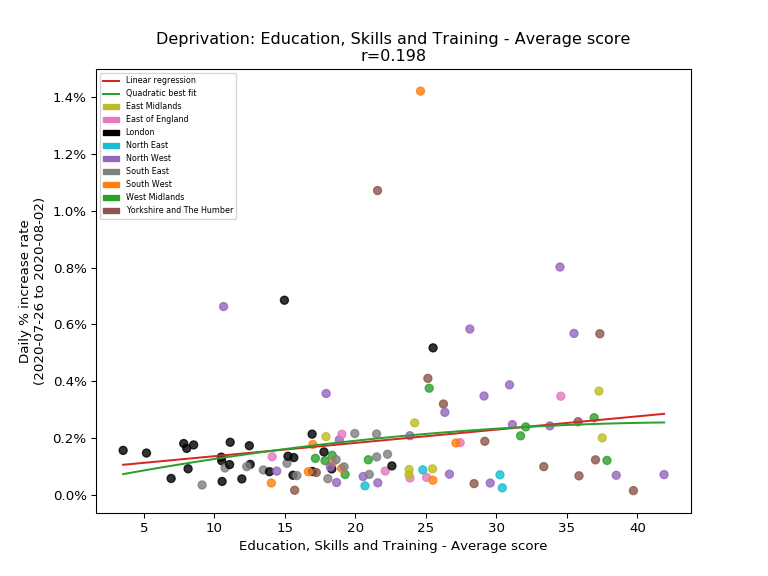 Deprivation: Education, Skills and Training - Average score
r=0.198
Linear regression
Quadratic best fit
East Midlands
East of England
London
North East
North West
South East
South West
West Midlands
Yorkshire and The Humber
1.4%
1.2%
1.0%
0.8%
0.6%
0.4%
0.2%
0.0%
Daily % increase rate
(2020-07-26 to 2020-08-02)
5 10 15 20 25 30 35 40
Education, Skills and Training - Average score